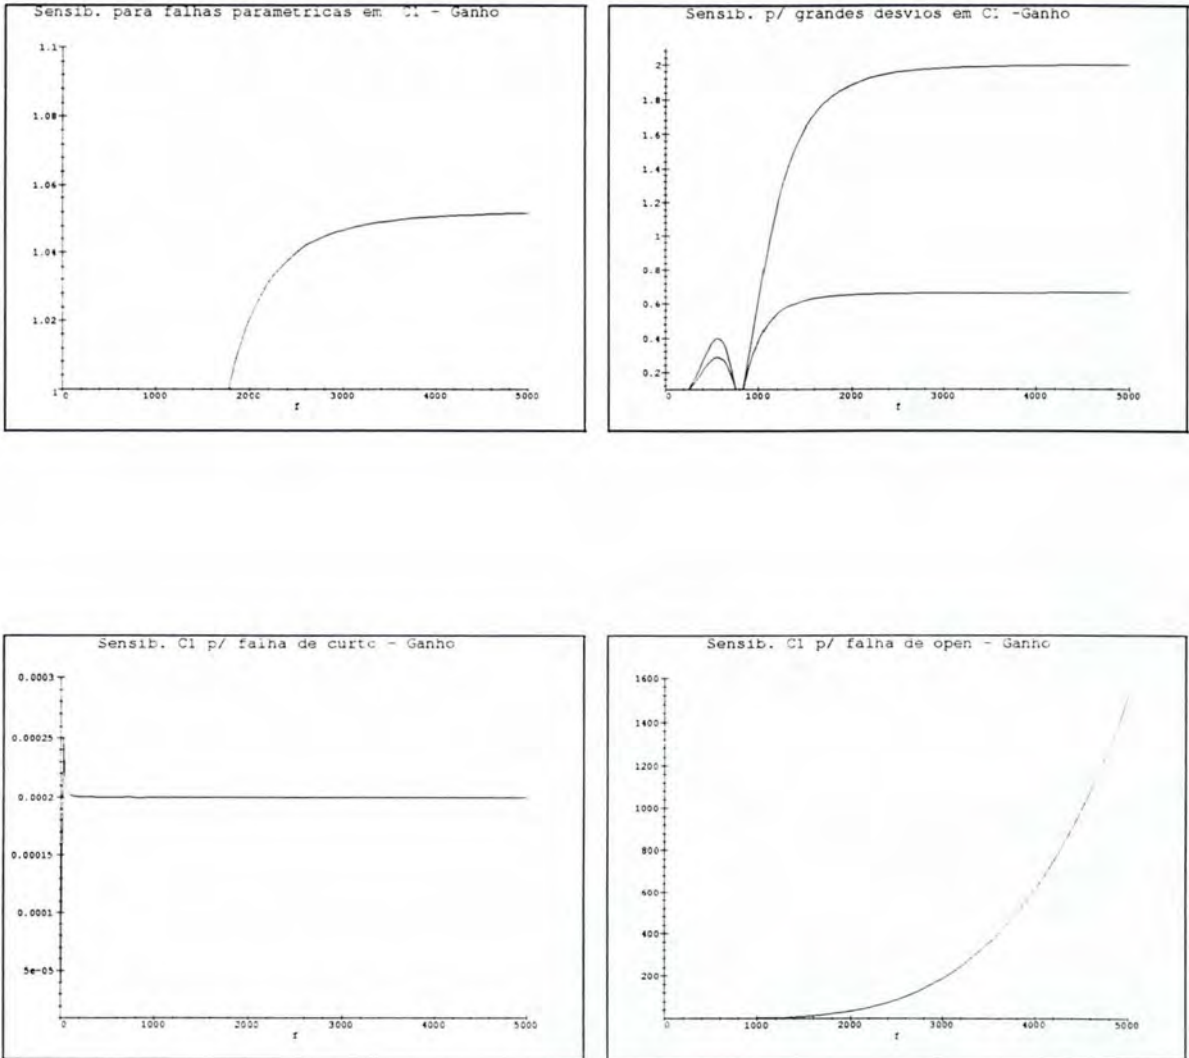 Sensib. para falhas parametricas em C1 - Ganho
1.1
1.08
1.06
1.04
1.02
1
0 1000 2000 3000 4000 5000
f
Sensib. p/ grandes desvios em C1 -Ganho
2
1.8
1.6
1.4
1.2
1
0.8
0.6
0.4
0.2
0 1000 2000 3000 4000 5000
f
Sensib. C1 p/ falha de curto - Ganho
0.0003
0.00025
0.0002
0.00015
0.0001
5e-05
0 1000 2000 3000 4000 5000
f
Sensib. C1 p/ falha de open - Ganho
1600
1400
1200
1000
800
600
400
200
0 1000 2000 3000 4000 5000
f